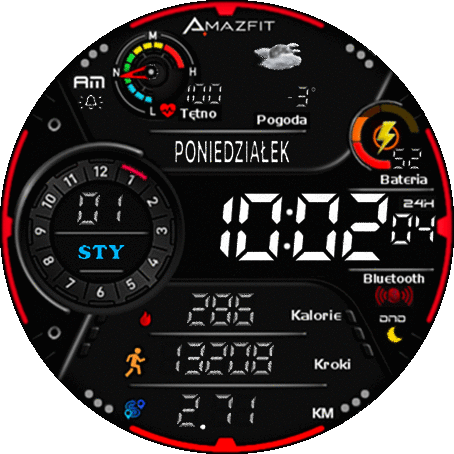 AMAZFIT
M
N H
L
AM
100
Tętno
-3°
Pogoda
PONIEDZIAŁEK
52
Bateria
12 1 2 3 4 5 6 7 8 9 10 11
01
STY
10:02
24H
04
Bluetooth
DND
286 Kalorie
13208 Kroki
2.71 KM